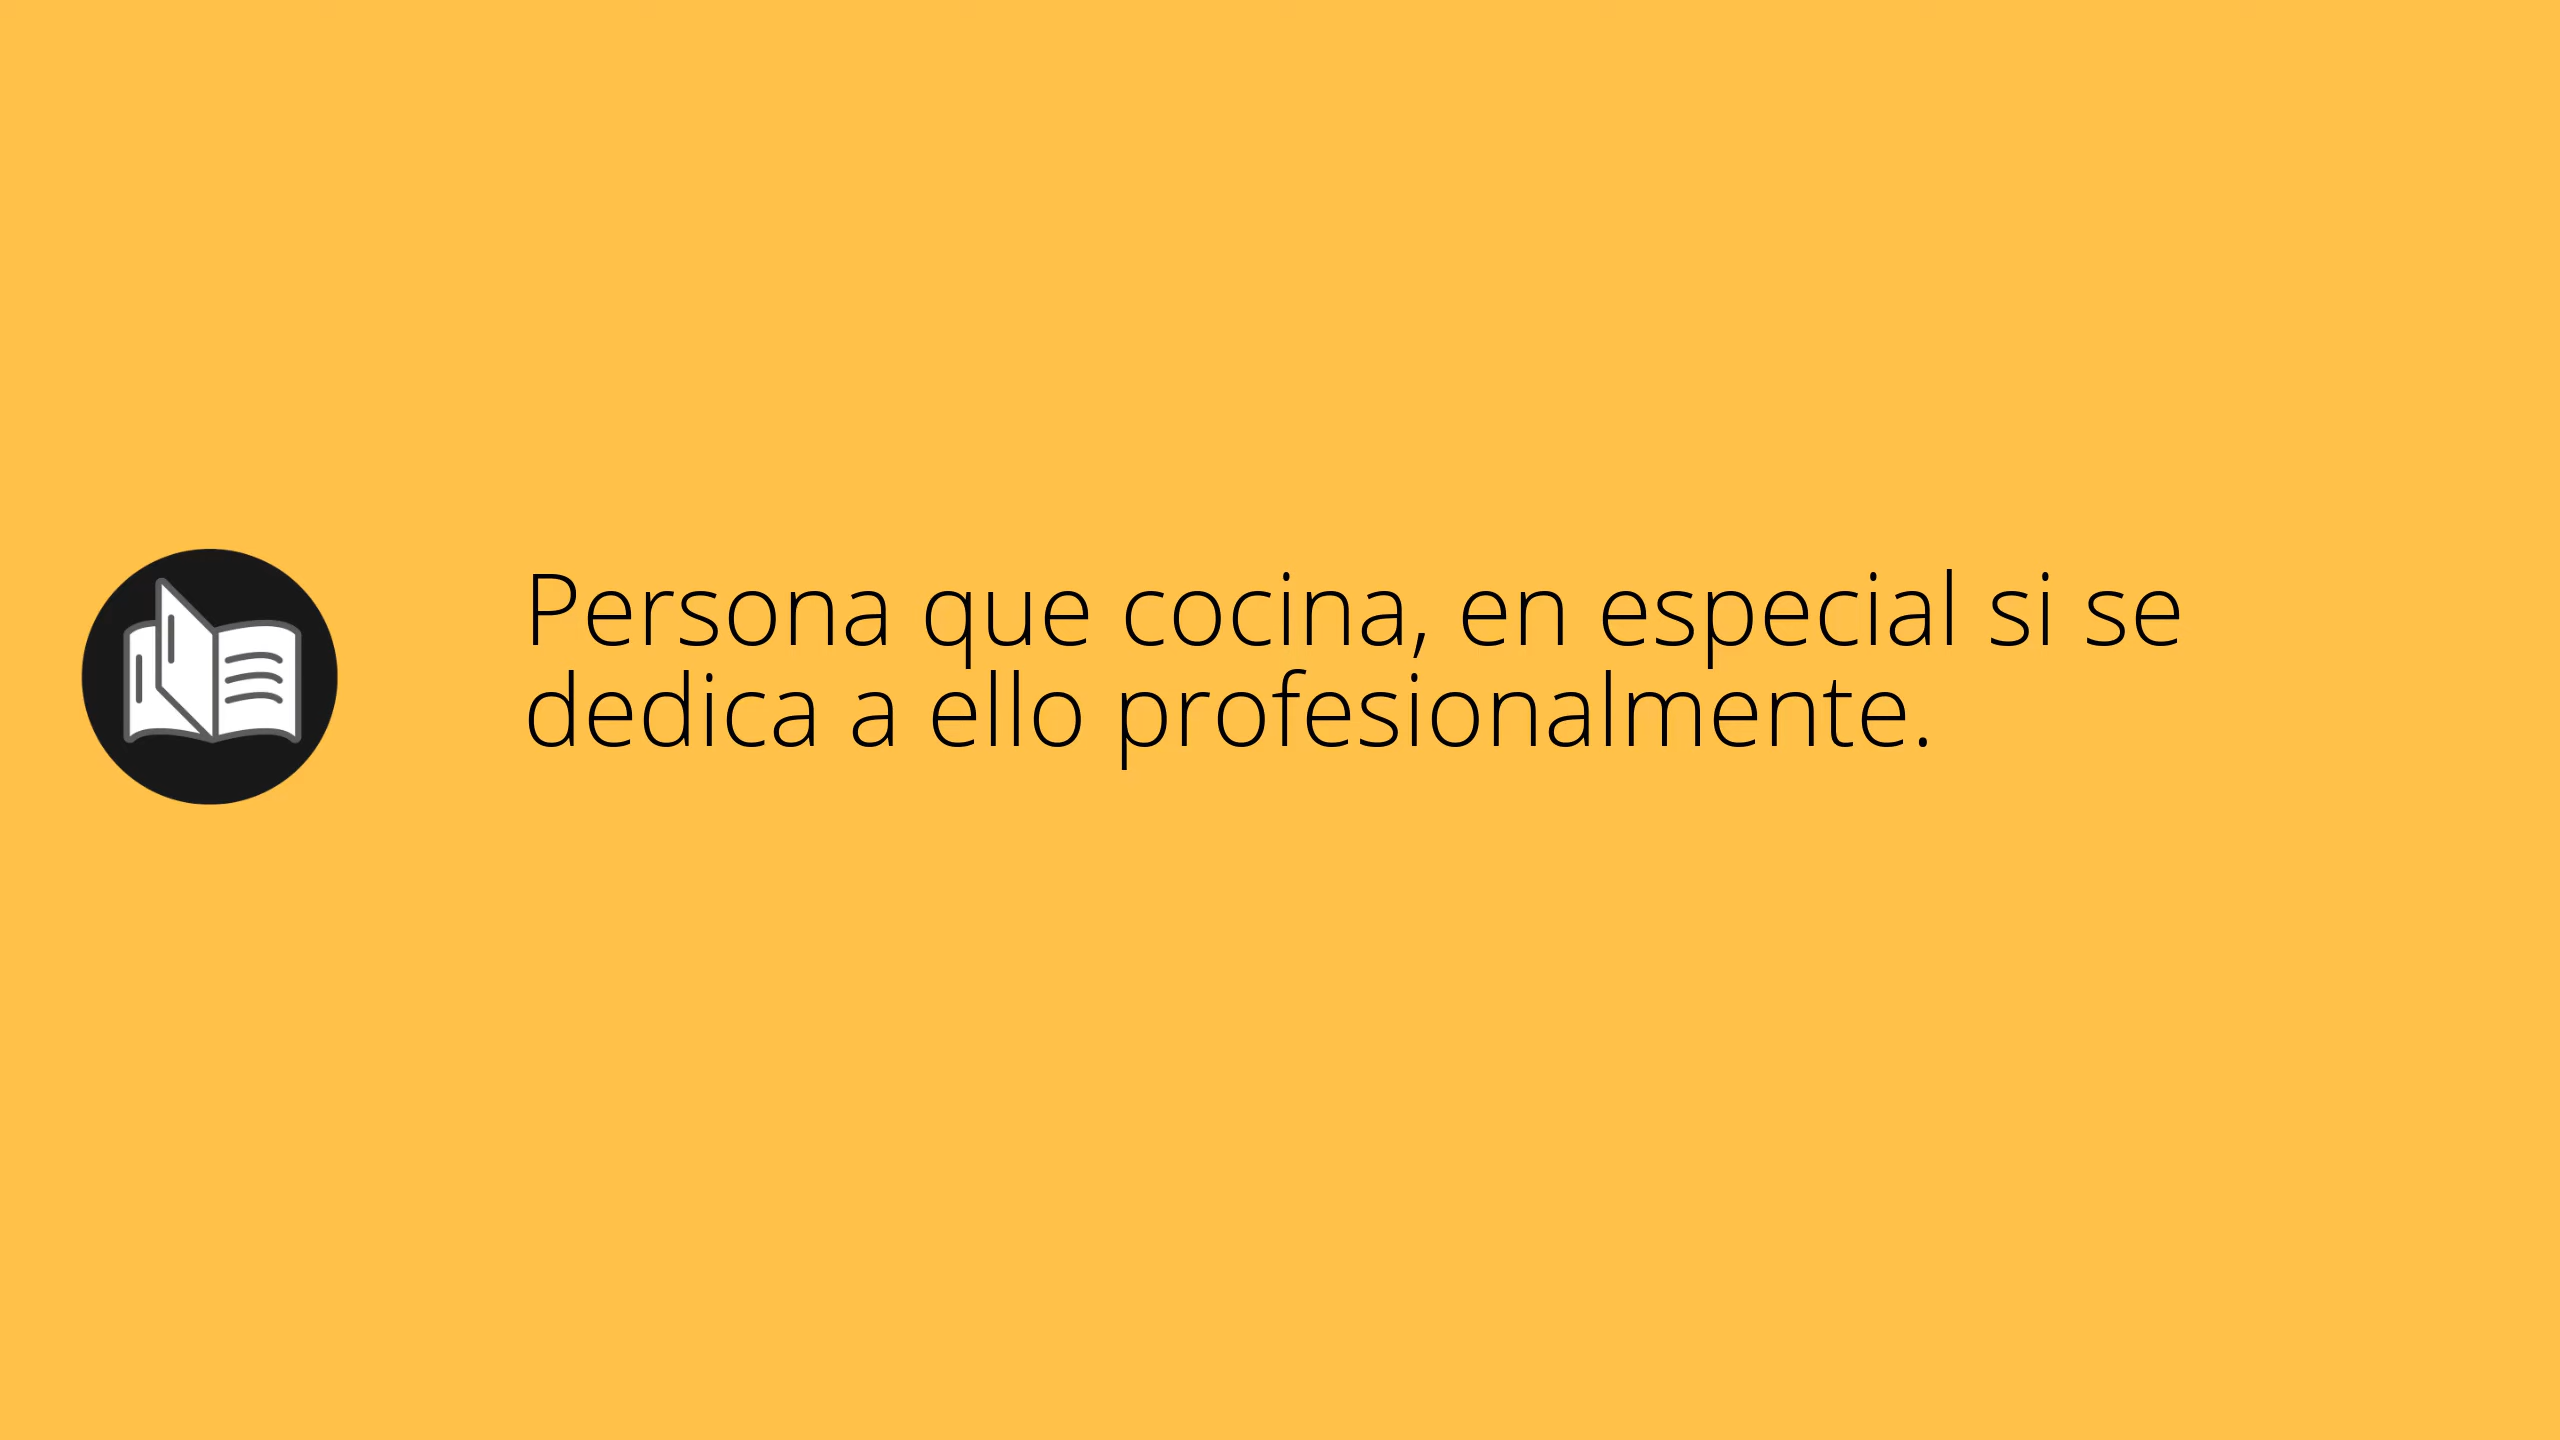 Persona que cocina, en especial si se
dedica a ello profesionalmente.